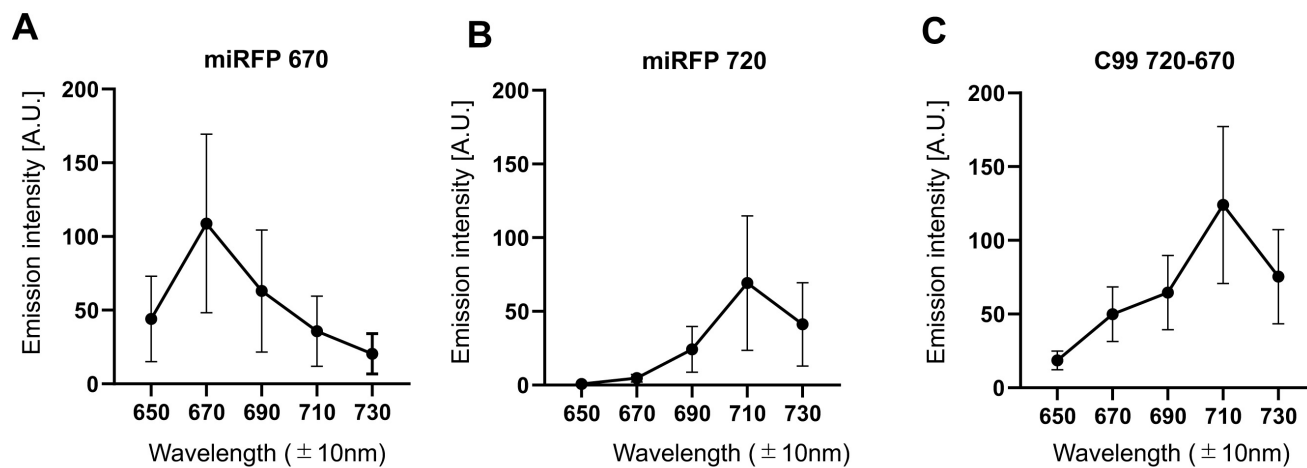 A
miRFP 670
Emission intensity [A.U.]
200
150
100
50
0
650 670 690 710 730
Wavelength (±10nm)
B
miRFP 720
Emission intensity [A.U.]
200
150
100
50
0
650 670 690 710 730
Wavelength (±10nm)
C
C99 720-670
Emission intensity [A.U.]
200
150
100
50
0
650 670 690 710 730
Wavelength (±10nm)